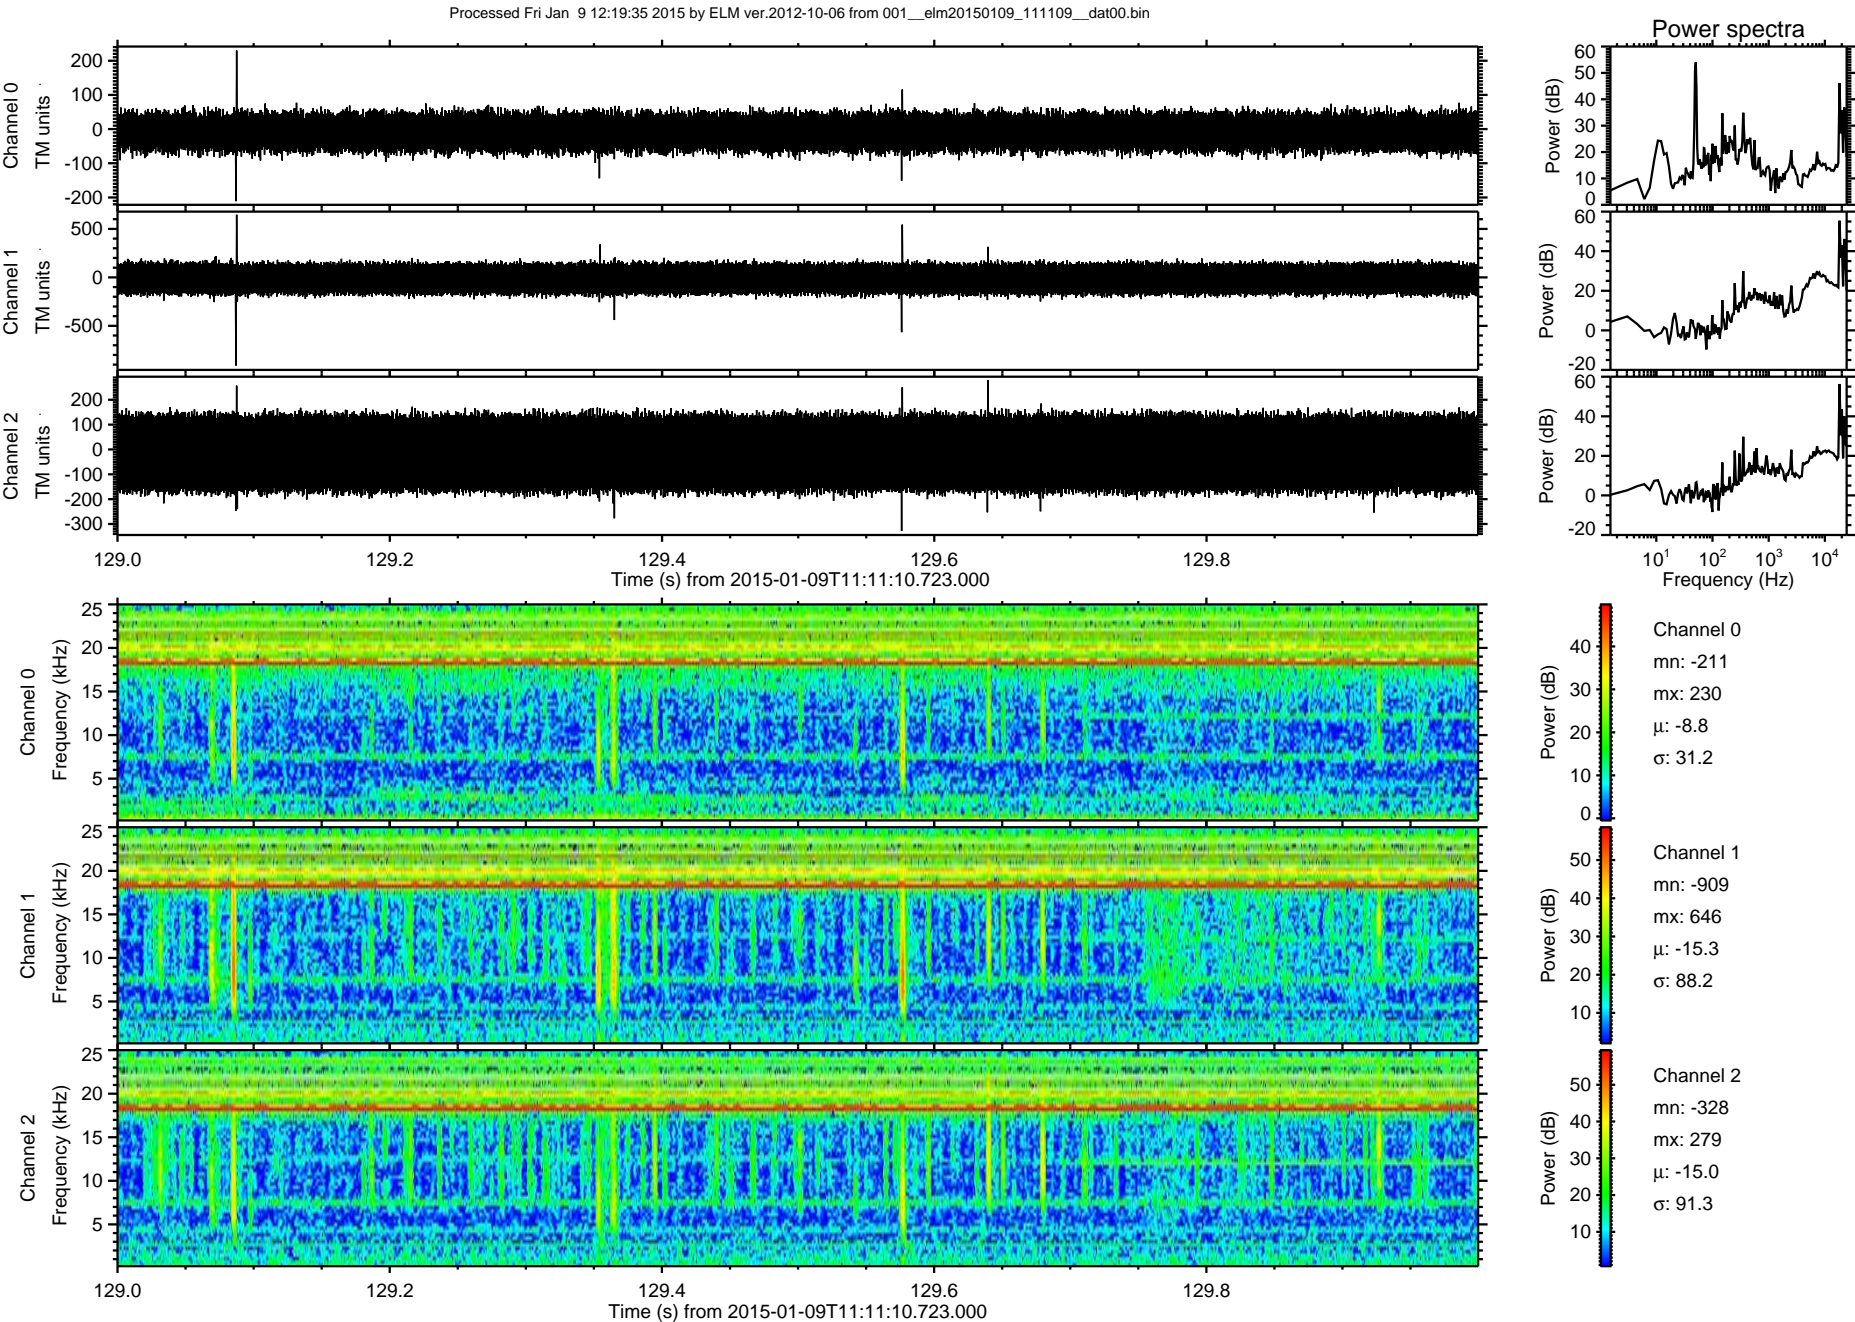 Processed Fri Jan  9 12:19:35 2015 by ELM ver.2012-10-06 from 001__elm20150109_111109__dat00.bin
Power spectra
Channel 0
TM units
200
100
0
-100
-200
Power (dB)
60
50
40
30
20
10
0
Channel 1
TM units
500
0
-500
Power (dB)
60
40
20
0
-20
Channel 2
TM units
200
100
0
-100
-200
-300
Power (dB)
60
40
20
0
-20
129.0 129.2 129.4 129.6 129.8
Time (s) from 2015-01-09T11:11:10.723.000
10¹ 10² 10³ 10⁴
Frequency (Hz)
Channel 0
Frequency (kHz)
25
20
15
10
5
Power (dB)
40
30
20
10
0
Channel 0
mn: -211
mx: 230
µ: -8.8
σ: 31.2
Channel 1
Frequency (kHz)
25
20
15
10
5
Power (dB)
50
40
30
20
10
Channel 1
mn: -909
mx: 646
µ: -15.3
σ: 88.2
Channel 2
Frequency (kHz)
25
20
15
10
5
Power (dB)
50
40
30
20
10
Channel 2
mn: -328
mx: 279
µ: -15.0
σ: 91.3
129.0 129.2 129.4 129.6 129.8
Time (s) from 2015-01-09T11:11:10.723.000